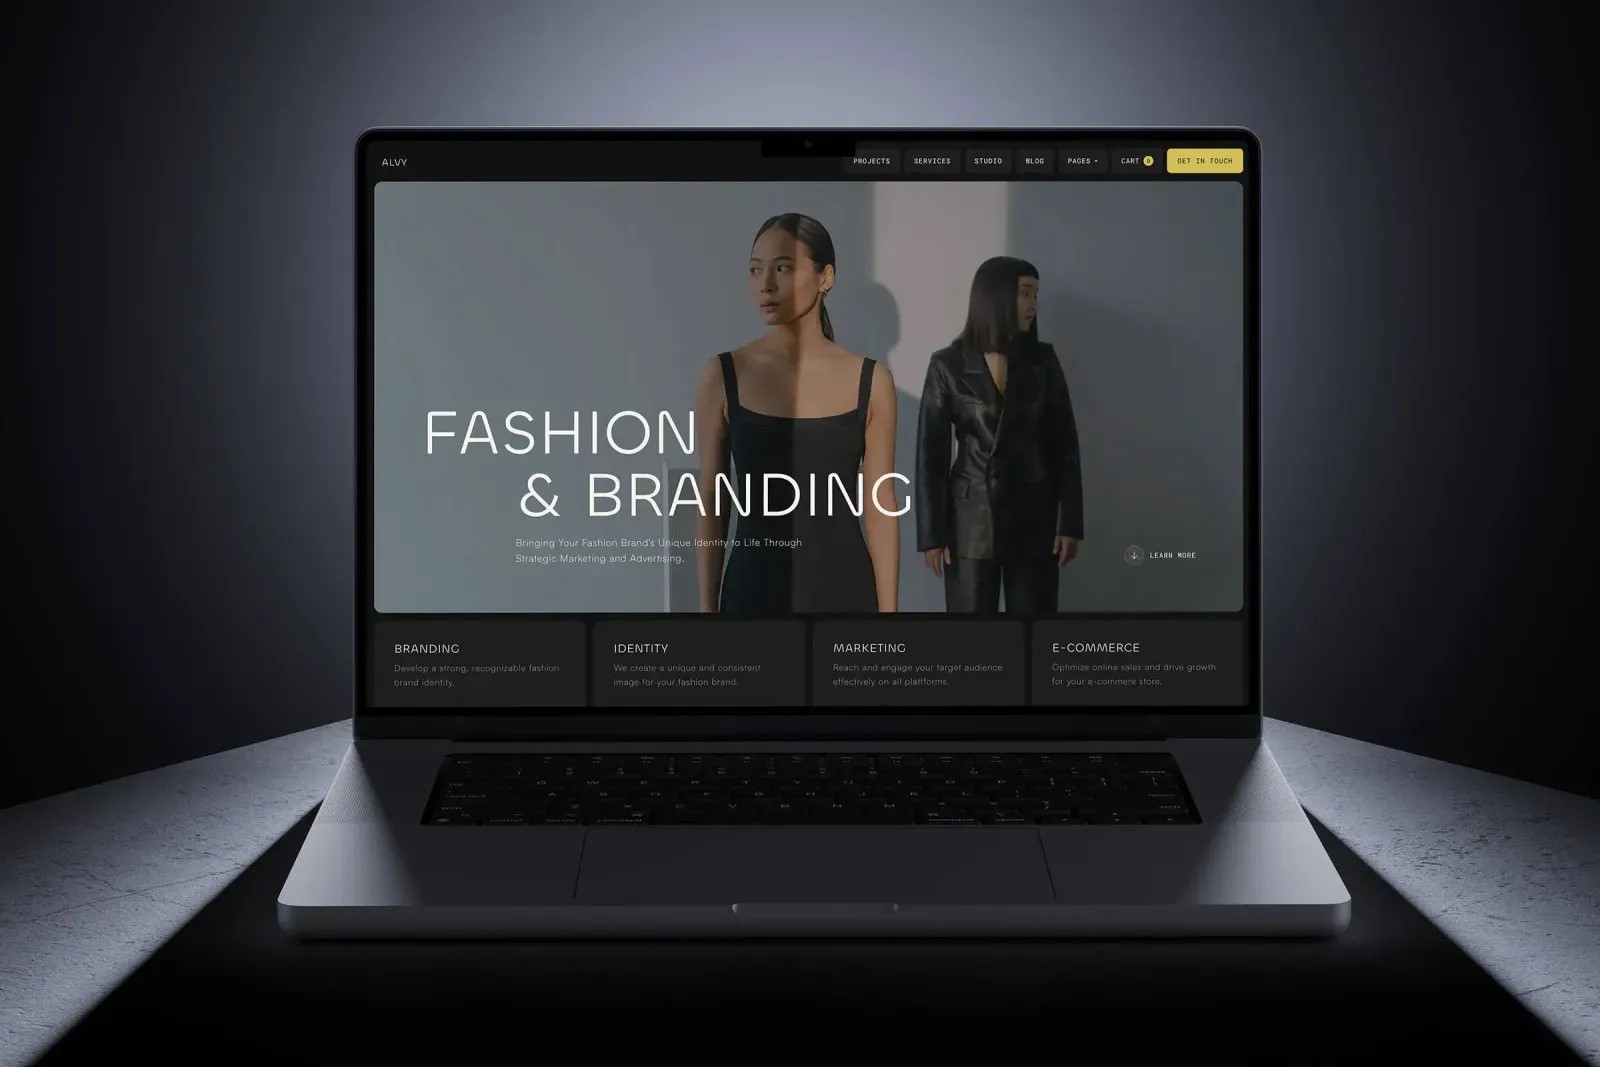 ALVY
PROJECTS
SERVICES
STUDIO
BLOG
PAGES
CART 0
GET IN TOUCH
FASHION
& BRANDING
Bringing Your Fashion Brand's Unique Identity to Life Through
Strategic Marketing and Advertising.
LEARN MORE
BRANDING
Develop a strong, recognizable fashion
brand identity.
IDENTITY
We create a unique and consistent
image for your fashion brand.
MARKETING
Reach and engage your target audience
effectively on all platforms.
E-COMMERCE
Optimize online sales and drive growth
for your e-commere store.